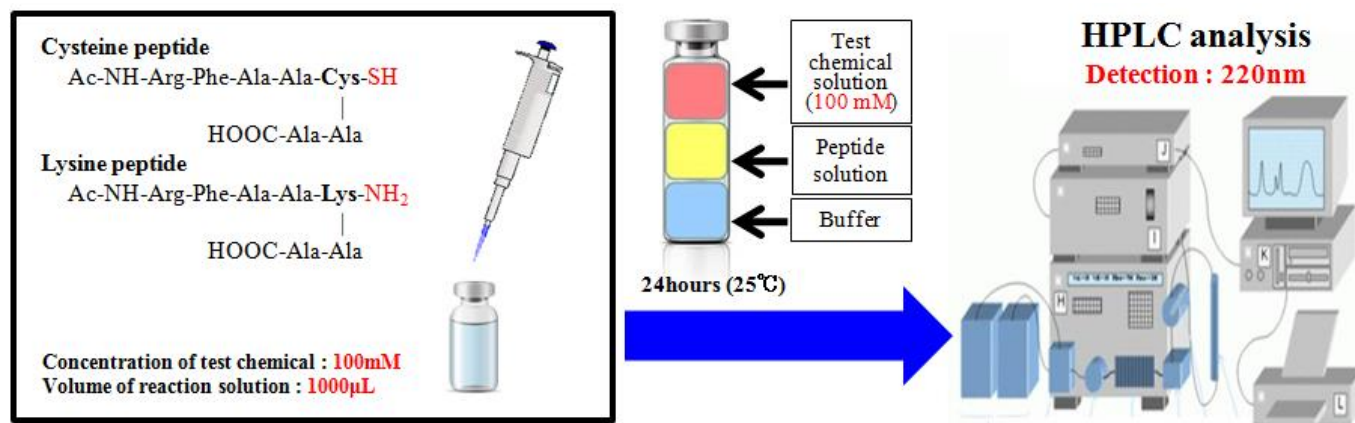 Cysteine peptide
Ac-NH-Arg-Phe-Ala-Ala-Cys-SH
HOOC-Ala-Ala
Lysine peptide
Ac-NH-Arg-Phe-Ala-Ala-Lys-NH₂
HOOC-Ala-Ala
Concentration of test chemical : 100mM
Volume of reaction solution : 1000μL
Test
chemical
solution
(100 mM)
Peptide
solution
Buffer
24hours (25℃)
HPLC analysis
Detection : 220nm
J
I
H
K
L